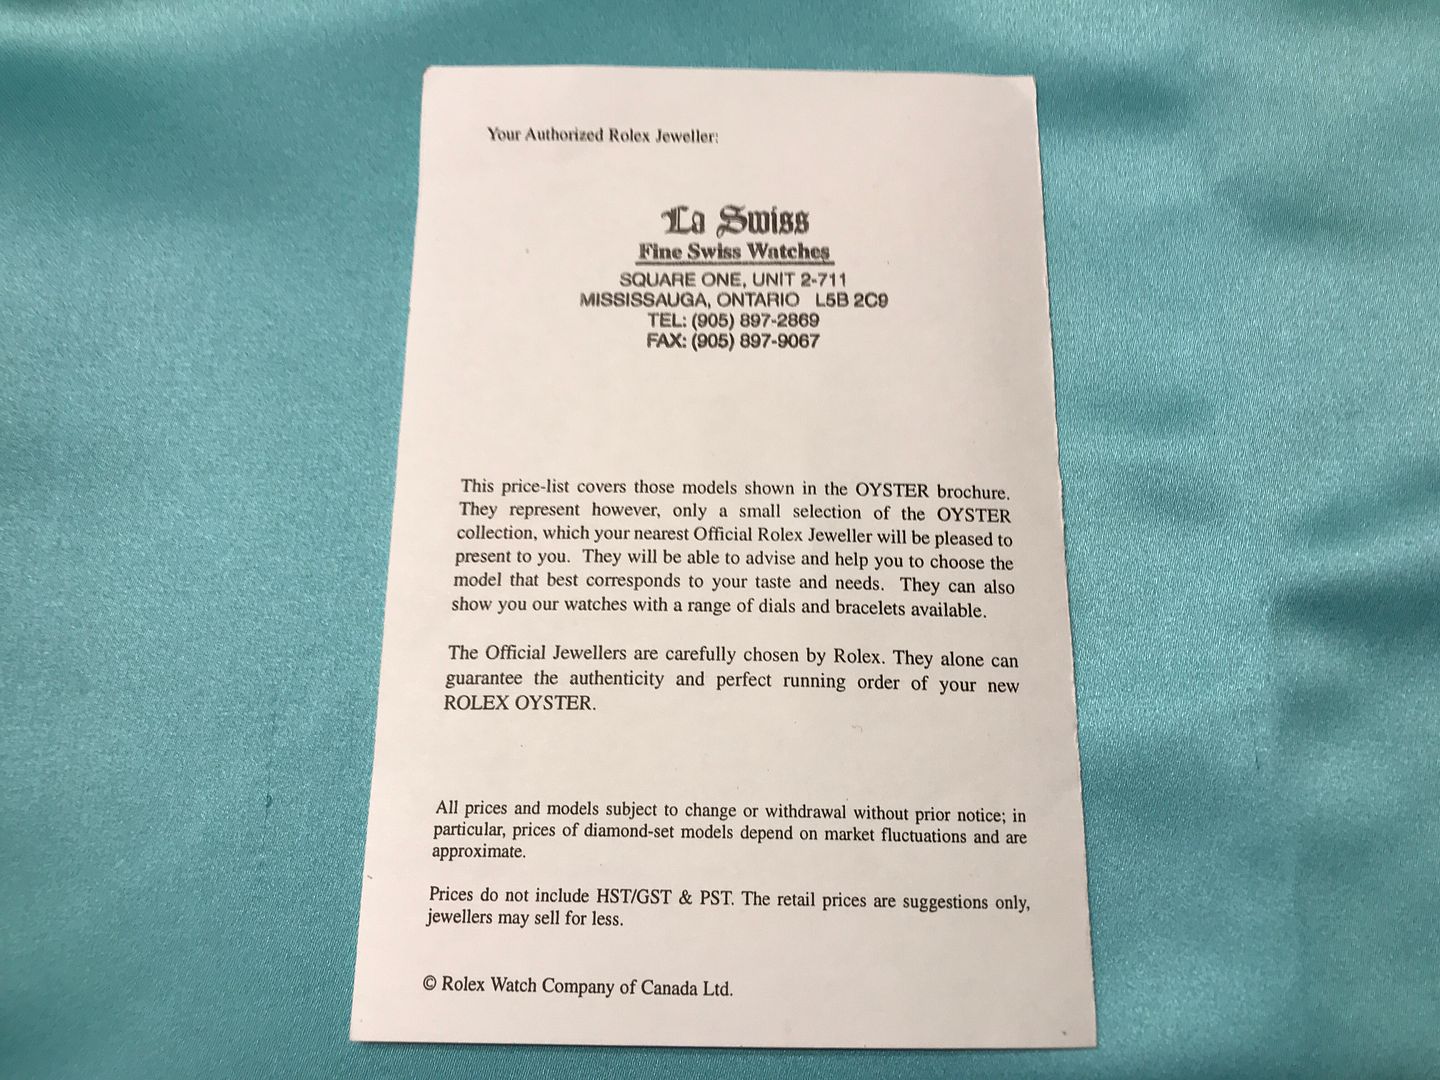 Your Authorized Rolex Jeweller:
La Swiss
Fine Swiss Watches
SQUARE ONE, UNIT 2-711
MISSISSAUGA, ONTARIO L5B 2C9
TEL: (905) 897-2869
FAX: (905) 897-9067
This price-list covers those models shown in the OYSTER brochure.
They represent however, only a small selection of the OYSTER
collection, which your nearest Official Rolex Jeweller will be pleased to
present to you. They will be able to advise and help you to choose the
model that best corresponds to your taste and needs. They can also
show you our watches with a range of dials and bracelets available.
The Official Jewellers are carefully chosen by Rolex. They alone can
guarantee the authenticity and perfect running order of your new
ROLEX OYSTER.
All prices and models subject to change or withdrawal without prior notice; in
particular, prices of diamond-set models depend on market fluctuations and are
approximate.
Prices do not include HST/GST & PST. The retail prices are suggestions only,
jewellers may sell for less.
© Rolex Watch Company of Canada Ltd.